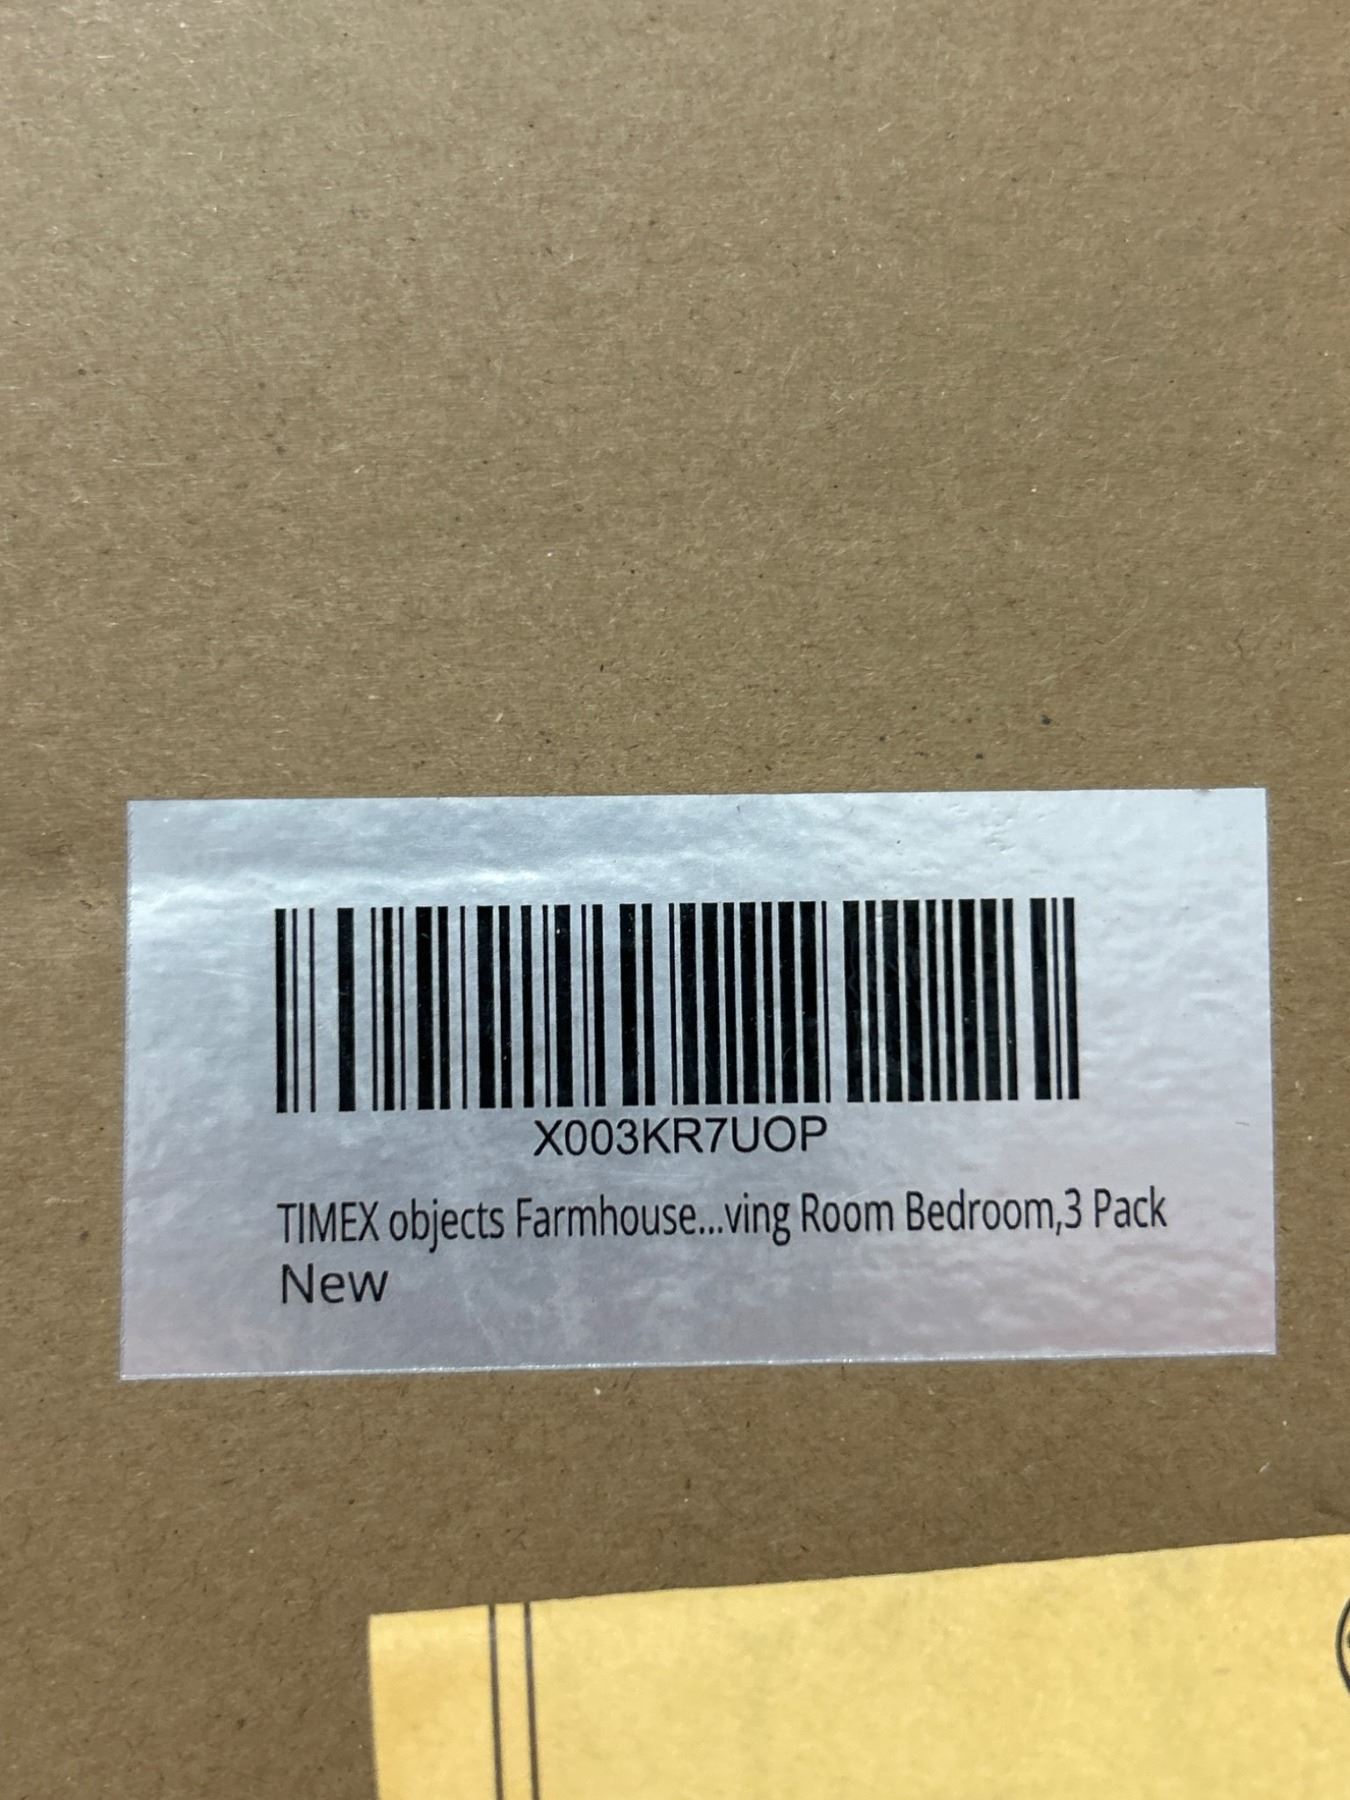 X003KR7UOP
TIMEX objects Farmhouse...ving Room Bedroom,3 Pack
New